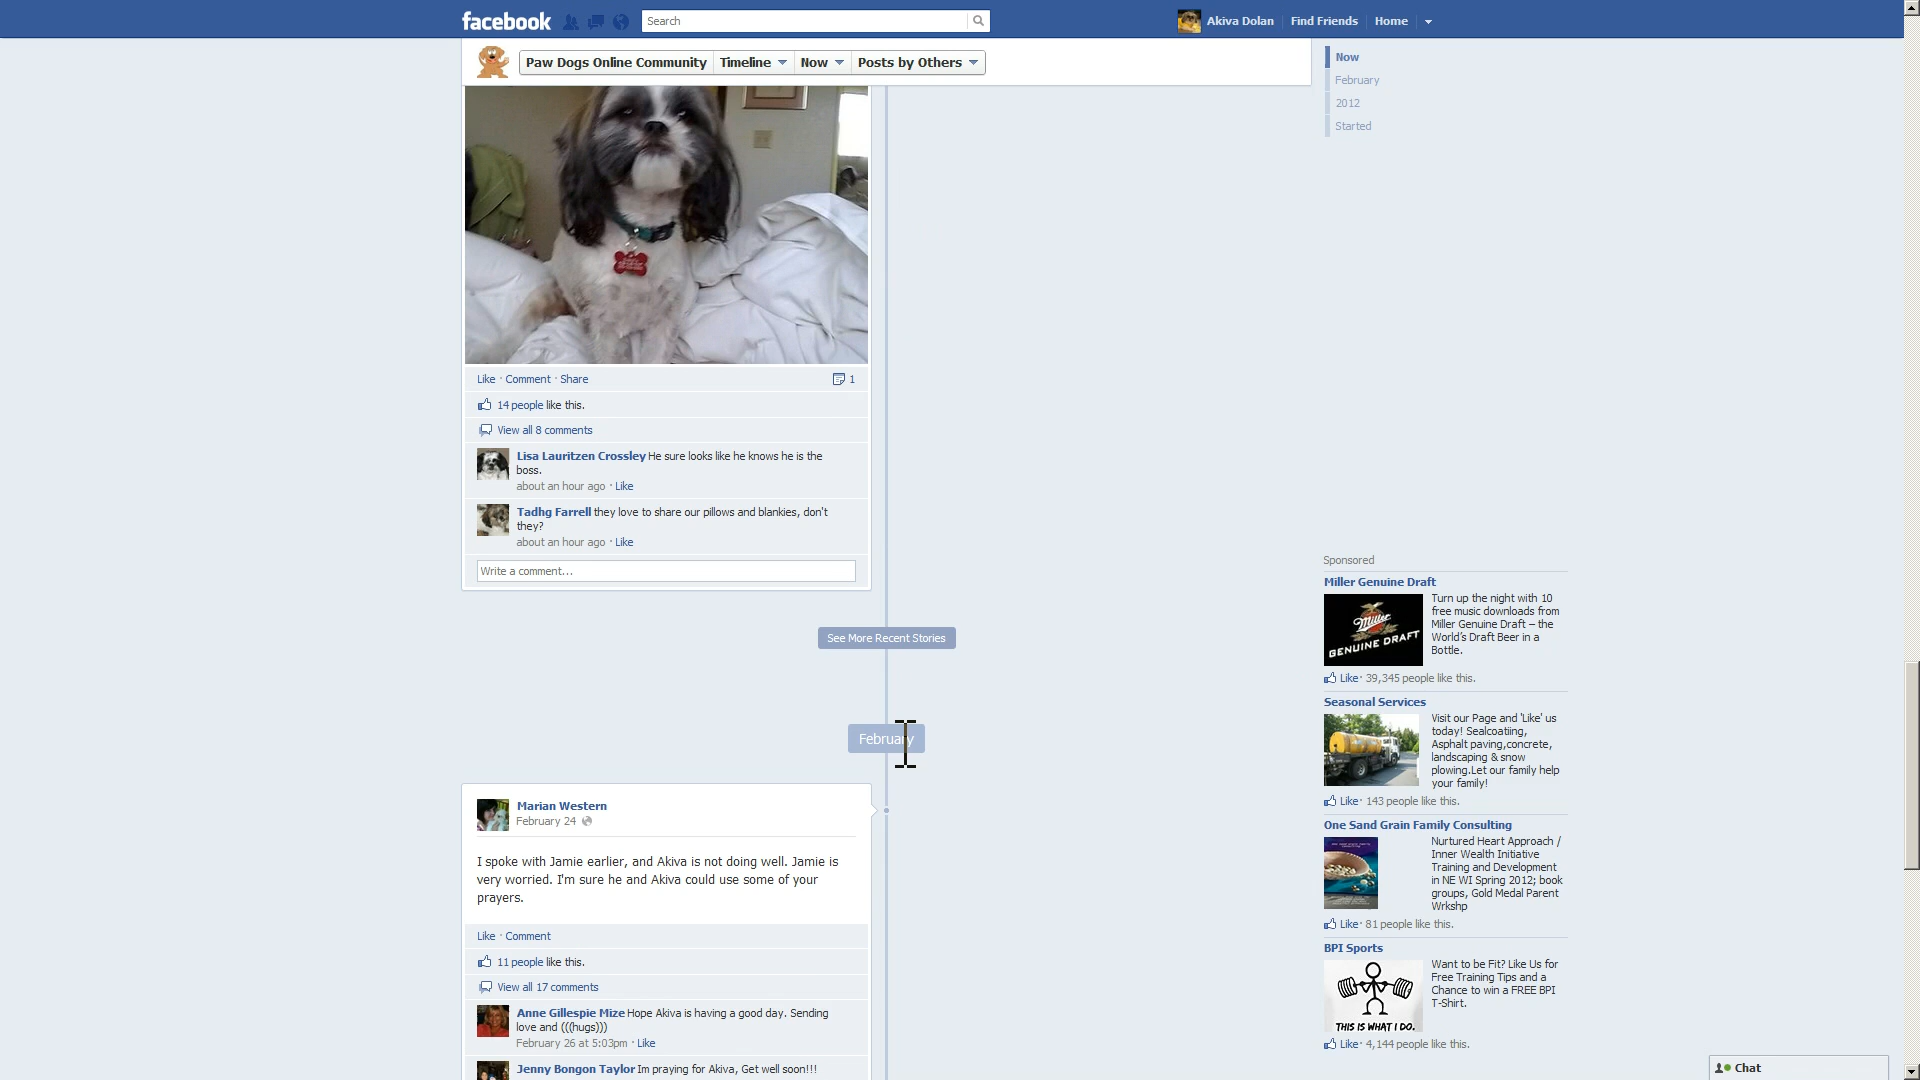 facebook
Search
Akiva Dolan
Find Friends
Home
Paw Dogs Online Community
Timeline
Now
Posts by Others
Now
February
2012
Started
Like · Comment · Share
1
14 people like this.
View all 8 comments
Lisa Lauritzen Crossley He sure looks like he knows he is the
boss.
about an hour ago · Like
Tadhg Farrell they love to share our pillows and blankies, don't
they?
about an hour ago · Like
Write a comment...
See More Recent Stories
February
Marian Western
February 24
I spoke with Jamie earlier, and Akiva is not doing well. Jamie is
very worried. I'm sure he and Akiva could use some of your
prayers.
Like · Comment
11 people like this.
View all 17 comments
Anne Gillespie Mize Hope Akiva is having a good day. Sending
love and (((hugs)))
February 26 at 5:03pm · Like
Jenny Bongon Taylor Im praying for Akiva, Get well soon!!!
Sponsored
Miller Genuine Draft
Miller
GENUINE DRAFT
Turn up the night with 10
free music downloads from
Miller Genuine Draft – the
World's Draft Beer in a
Bottle.
Like · 39,345 people like this.
Seasonal Services
Visit our Page and 'Like' us
today! Sealcoatiing,
Asphalt paving,concrete,
landscaping & snow
plowing.Let our family help
your family!
Like · 143 people like this.
One Sand Grain Family Consulting
Nurtured Heart Approach /
Inner Wealth Initiative
Training and Development
in NE WI Spring 2012; book
groups, Gold Medal Parent
Wrkshp
Like · 81 people like this.
BPI Sports
THIS IS WHAT I DO.
Want to be Fit? Like Us for
Free Training Tips and a
Chance to win a FREE BPI
T-Shirt.
Like · 4,144 people like this.
Chat